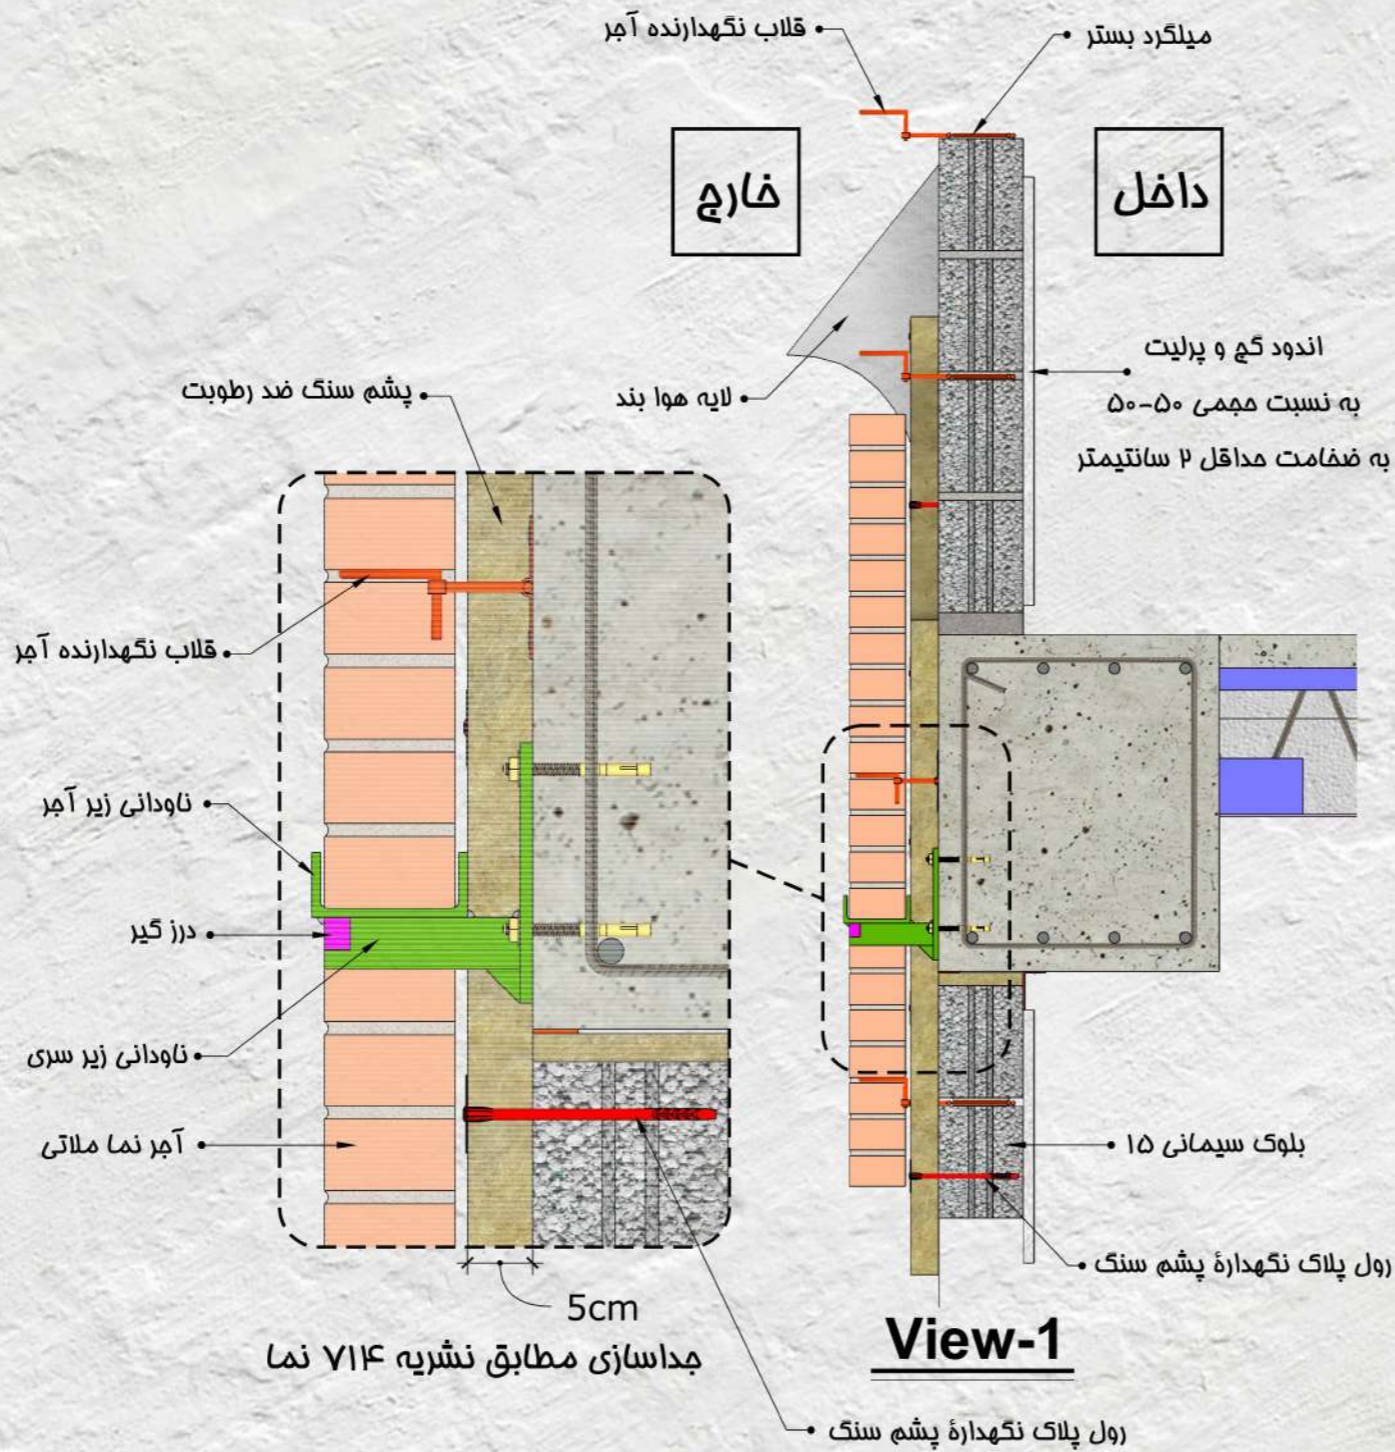 قلاب نگهدارنده آجر
میلگرد بستر
خارج
داخل
اندود گچ و پرلیت
به نسبت حجمی ۵۰-۵۰
به ضخامت حداقل ۲ سانتیمتر
لایه هوا بند
پشم سنگ ضد رطوبت
قلاب نگهدارنده آجر
ناودانی زیر آجر
درز گیر
ناودانی زیر سری
آجر نما ملاتی
بلوک سیمانی ۱۵
رول پلاک نگهدارهٔ پشم سنگ
5cm
جداسازی مطابق نشریه ۷۱۴ نما
View-1
رول پلاک نگهدارهٔ پشم سنگ